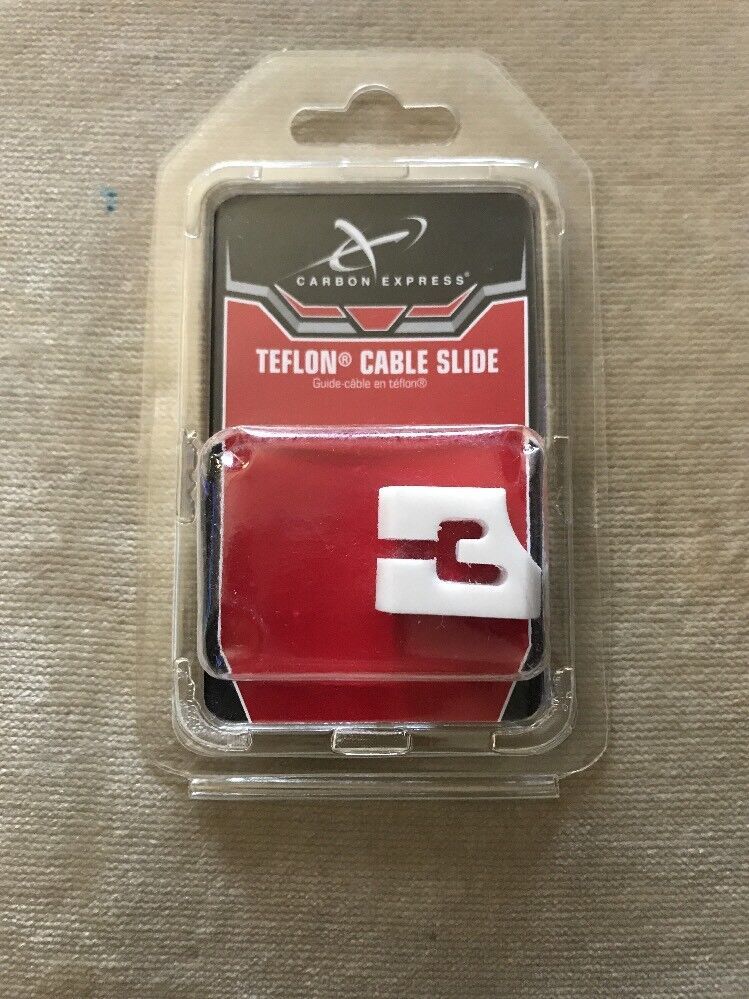 CARBON EXPRESS®
TEFLON® CABLE SLIDE
Guide-câble en téflon®